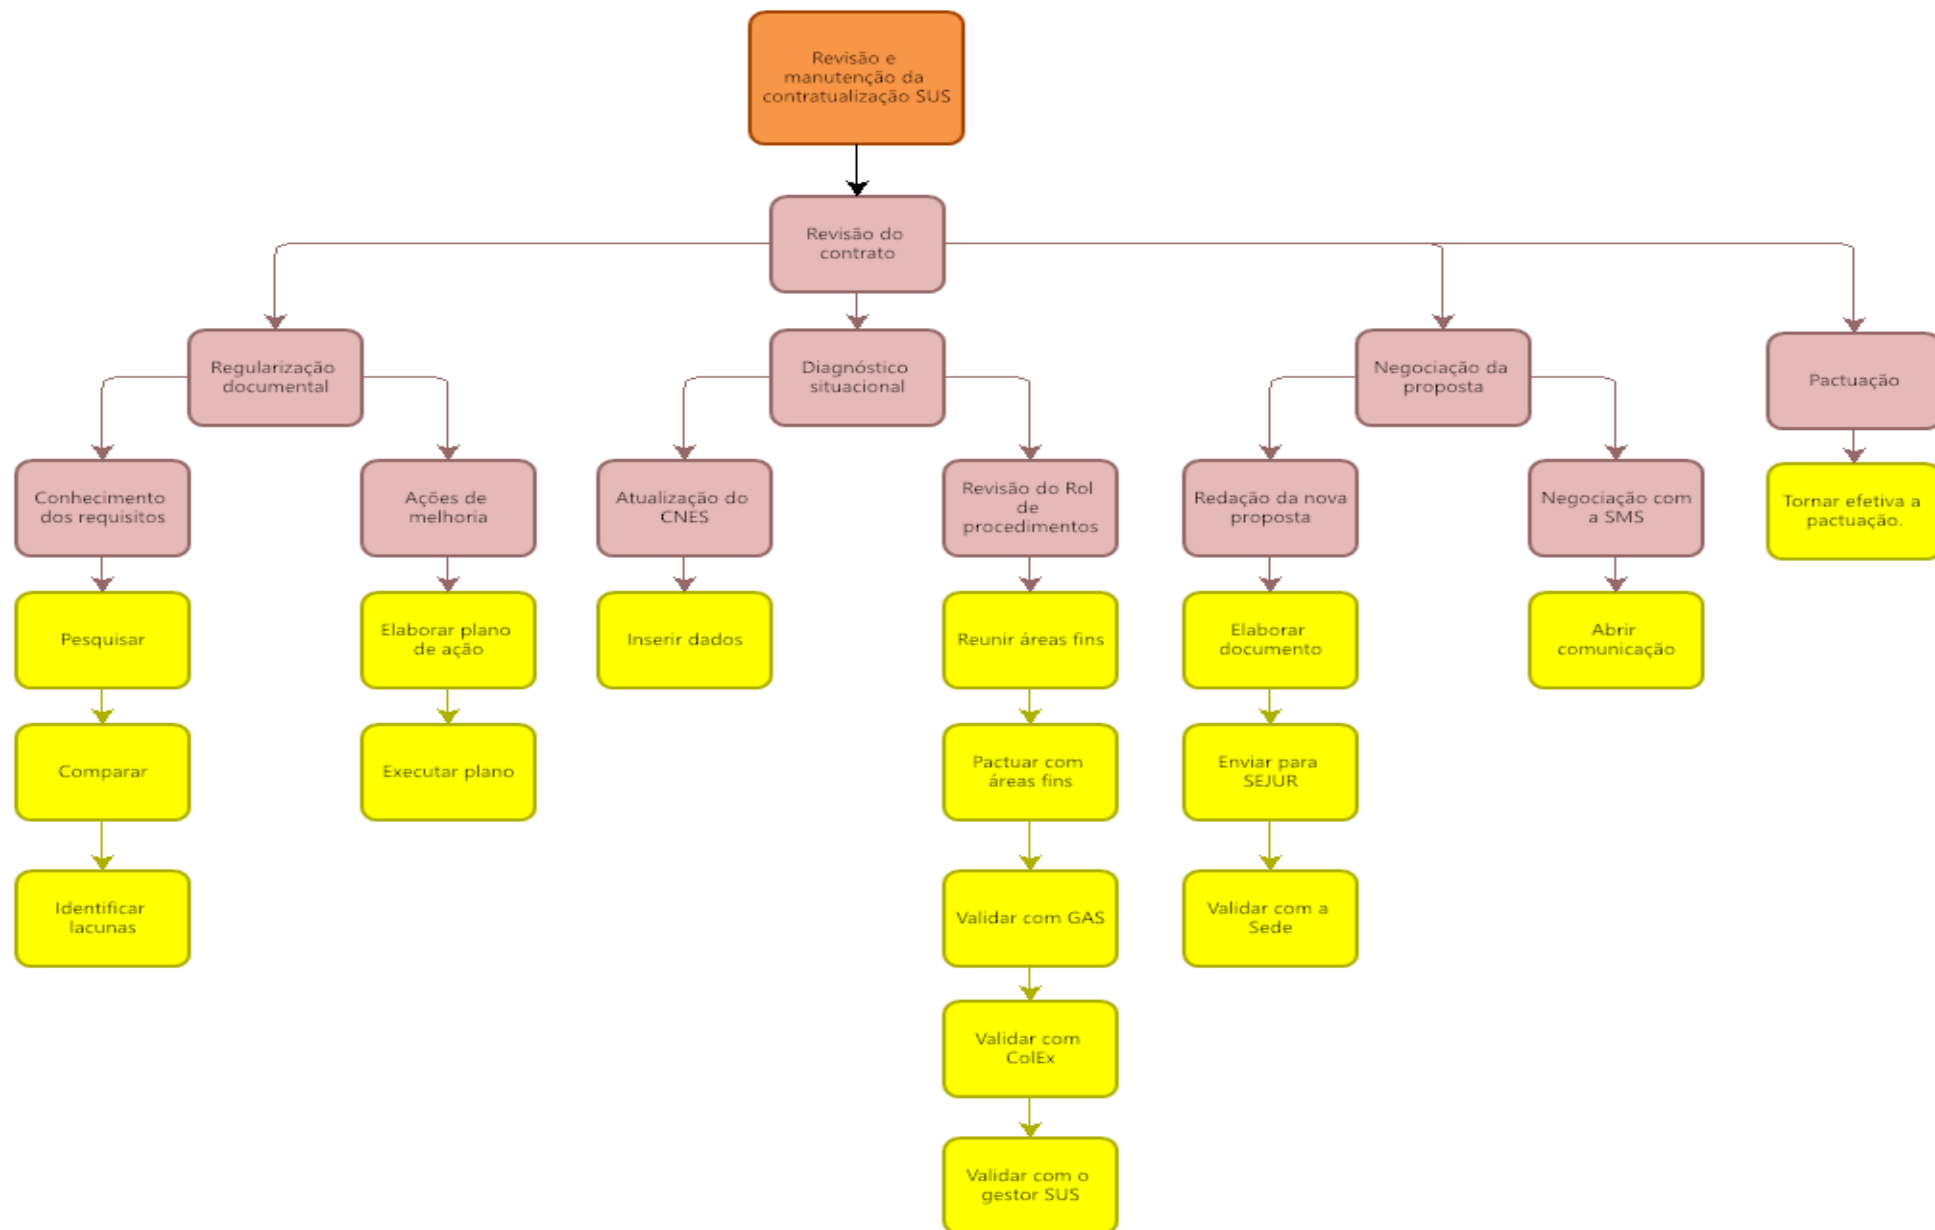 Revisão e
manutenção da
contratualização SUS
Revisão do
contrato
Regularização
documental
Diagnóstico
situacional
Negociação da
proposta
Pactuação
Conhecimento
dos requisitos
Ações de
melhoria
Atualização do
CNES
Revisão do Rol
de
procedimentos
Redação da nova
proposta
Negociação com
a SMS
Tornar efetiva a
pactuação.
Pesquisar
Elaborar plano
de ação
Inserir dados
Reunir áreas fins
Elaborar
documento
Abrir
comunicação
Comparar
Executar plano
Pactuar com
áreas fins
Enviar para
SEJUR
Identificar
lacunas
Validar com GAS
Validar com a
Sede
Validar com
ColEx
Validar com o
gestor SUS